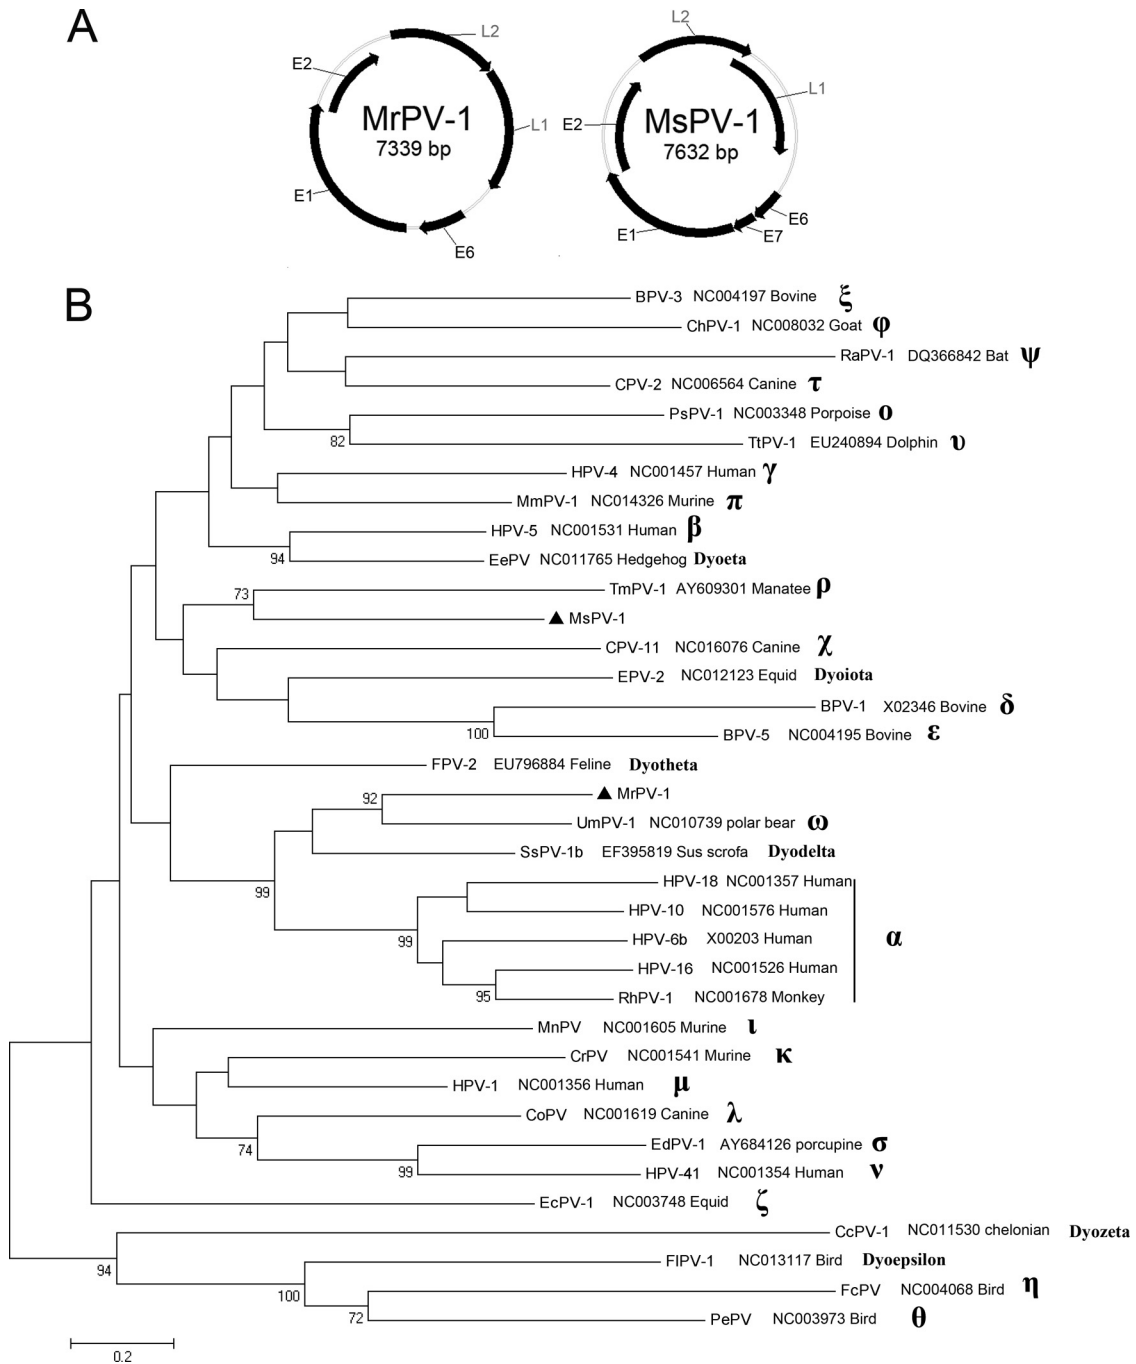 A
L2
E2
MrPV-1
7339 bp
L1
E1
E6
L2
L1
E2
MsPV-1
7632 bp
E6
E7
E1
B
BPV-3 NC004197 Bovine ξ
ChPV-1 NC008032 Goat φ
RaPV-1 DQ366842 Bat ψ
CPV-2 NC006564 Canine τ
PsPV-1 NC003348 Porpoise ο
82
TtPV-1 EU240894 Dolphin υ
HPV-4 NC001457 Human γ
MmPV-1 NC014326 Murine π
HPV-5 NC001531 Human β
94
EePV NC011765 Hedgehog Dyoeta
73
TmPV-1 AY609301 Manatee ρ
▲ MsPV-1
CPV-11 NC016076 Canine χ
EPV-2 NC012123 Equid Dyoiota
BPV-1 X02346 Bovine δ
100
BPV-5 NC004195 Bovine ε
FPV-2 EU796884 Feline Dyotheta
92
▲ MrPV-1
UmPV-1 NC010739 polar bear ω
SsPV-1b EF395819 Sus scrofa Dyodelta
99
HPV-18 NC001357 Human
HPV-10 NC001576 Human
99
HPV-6b X00203 Human α
HPV-16 NC001526 Human
95
RhPV-1 NC001678 Monkey
MnPV NC001605 Murine ι
CrPV NC001541 Murine κ
HPV-1 NC001356 Human μ
CoPV NC001619 Canine λ
74
EdPV-1 AY684126 porcupine σ
99
HPV-41 NC001354 Human ν
EcPV-1 NC003748 Equid ζ
CcPV-1 NC011530 chelonian Dyozeta
94
FlPV-1 NC013117 Bird Dyoepsilon
100
FcPV NC004068 Bird η
72
PePV NC003973 Bird θ
0.2